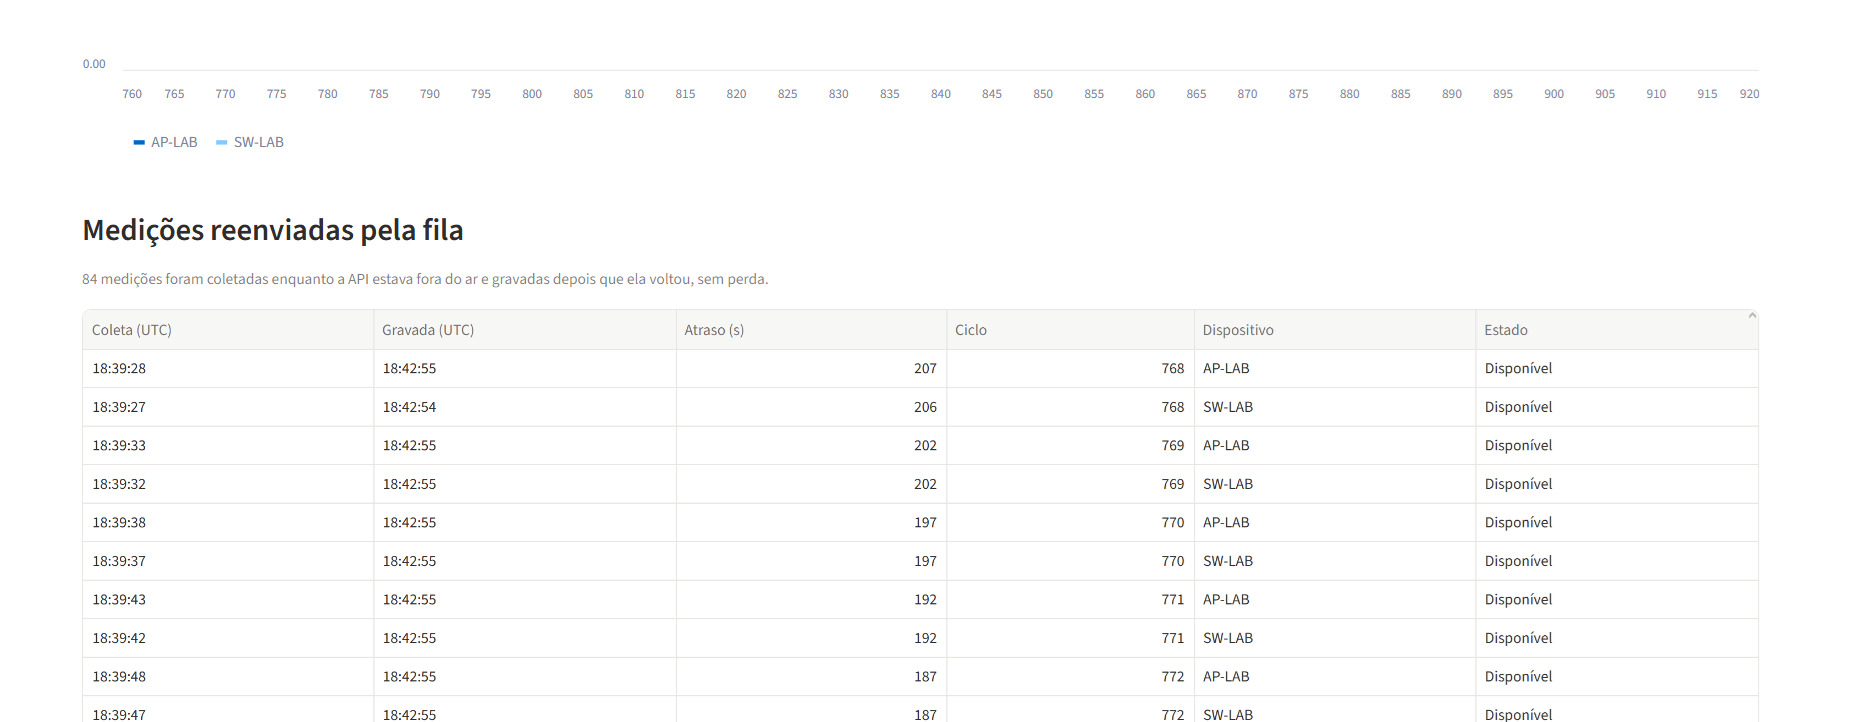 0.00
760 765 770 775 780 785 790 795 800 805 810 815 820 825 830 835 840 845 850 855 860 865 870 875 880 885 890 895 900 905 910 915 920
AP-LAB SW-LAB
Medições reenviadas pela fila
84 medições foram coletadas enquanto a API estava fora do ar e gravadas depois que ela voltou, sem perda.
Coleta (UTC) Gravada (UTC) Atraso (s) Ciclo Dispositivo Estado
18:39:28 18:42:55 207 768 AP-LAB Disponível
18:39:27 18:42:54 206 768 SW-LAB Disponível
18:39:33 18:42:55 202 769 AP-LAB Disponível
18:39:32 18:42:55 202 769 SW-LAB Disponível
18:39:38 18:42:55 197 770 AP-LAB Disponível
18:39:37 18:42:55 197 770 SW-LAB Disponível
18:39:43 18:42:55 192 771 AP-LAB Disponível
18:39:42 18:42:55 192 771 SW-LAB Disponível
18:39:48 18:42:55 187 772 AP-LAB Disponível
18:39:47 18:42:55 187 772 SW-LAB Disponível